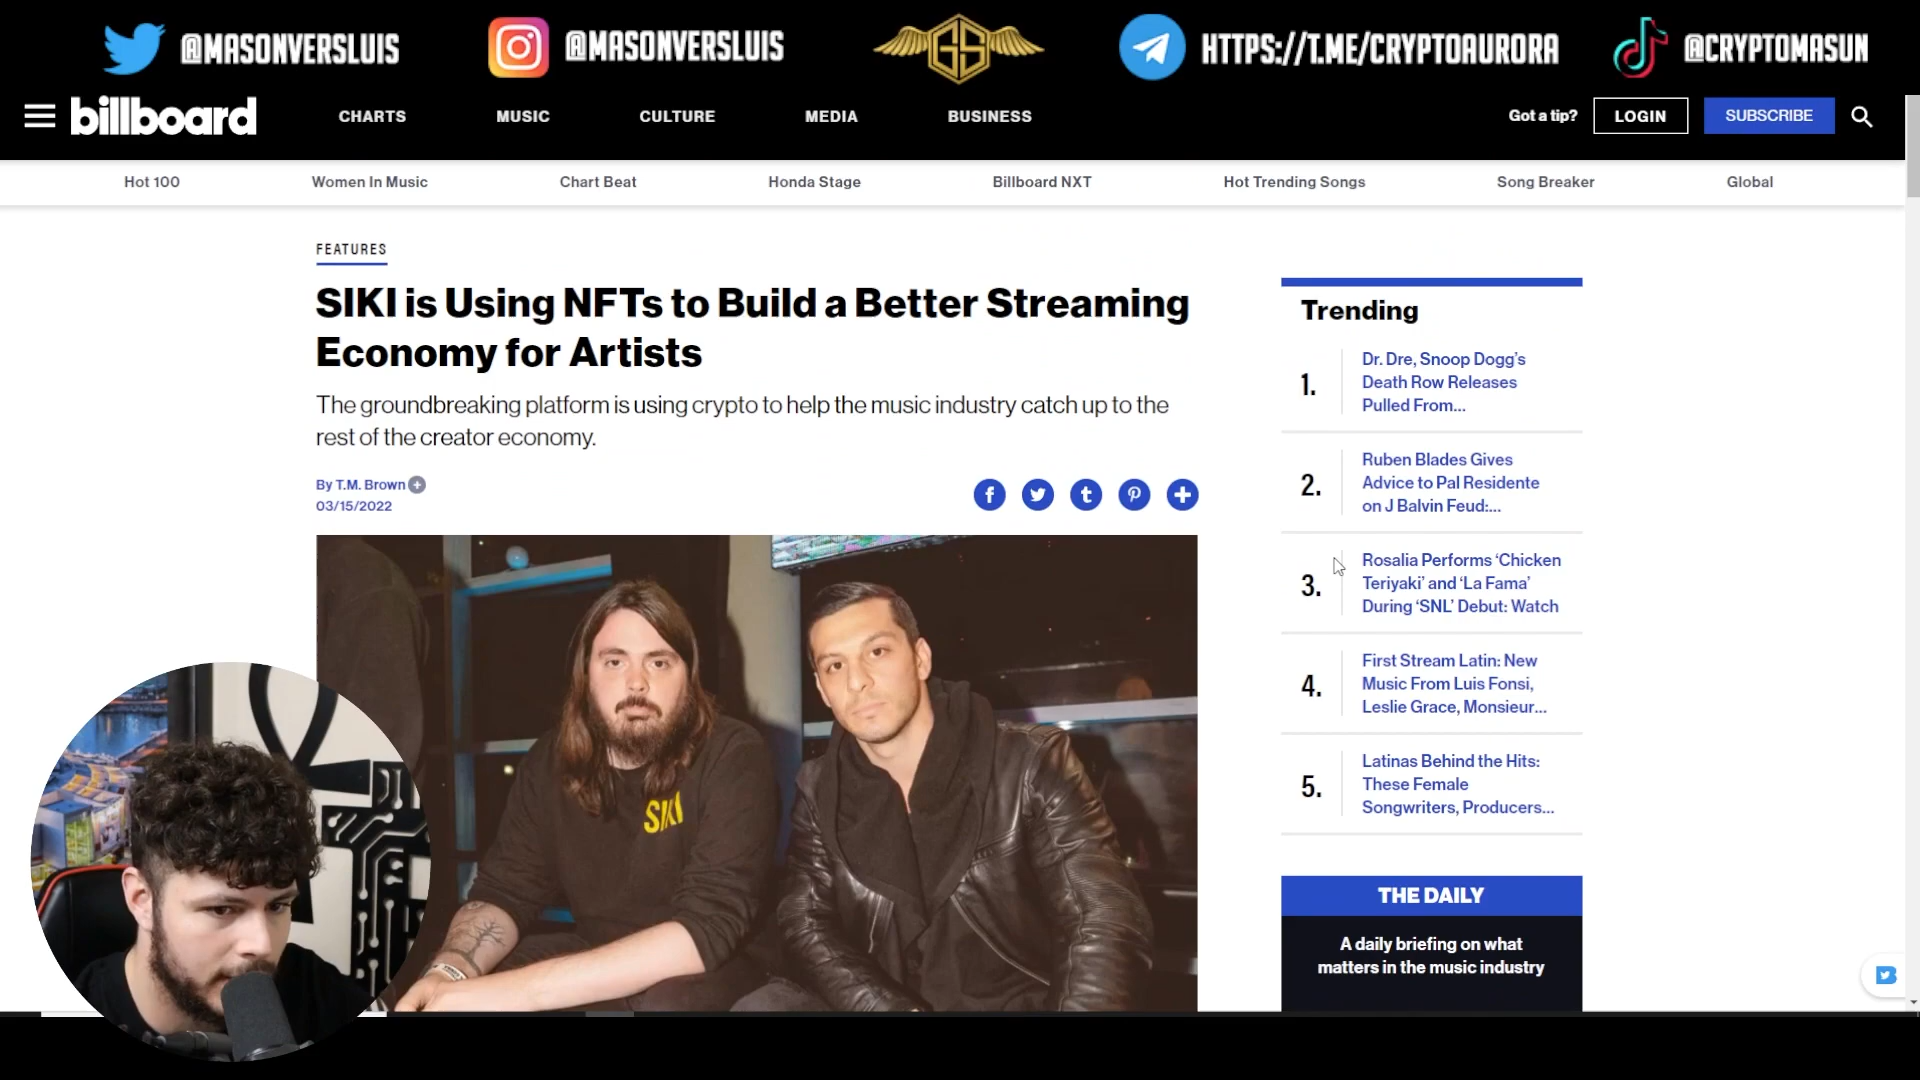 @MASONVERSLUIS
@MASONVERSLUIS
GS
HTTPS://T.ME/CRYPTOAURORA
@CRYPTOMASUN
billboard
CHARTS
MUSIC
CULTURE
MEDIA
BUSINESS
Got a tip?
LOGIN
SUBSCRIBE
Hot 100
Women In Music
Chart Beat
Honda Stage
Billboard NXT
Hot Trending Songs
Song Breaker
Global
FEATURES
SIKI is Using NFTs to Build a Better Streaming
Economy for Artists
The groundbreaking platform is using crypto to help the music industry catch up to the
rest of the creator economy.
By T.M. Brown
03/15/2022
SIKI
Trending
1.
Dr. Dre, Snoop Dogg's
Death Row Releases
Pulled From...
2.
Ruben Blades Gives
Advice to Pal Residente
on J Balvin Feud:...
3.
Rosalia Performs ‘Chicken
Teriyaki’ and ‘La Fama’
During ‘SNL’ Debut: Watch
4.
First Stream Latin: New
Music From Luis Fonsi,
Leslie Grace, Monsieur...
5.
Latinas Behind the Hits:
These Female
Songwriters, Producers...
THE DAILY
A daily briefing on what
matters in the music industry